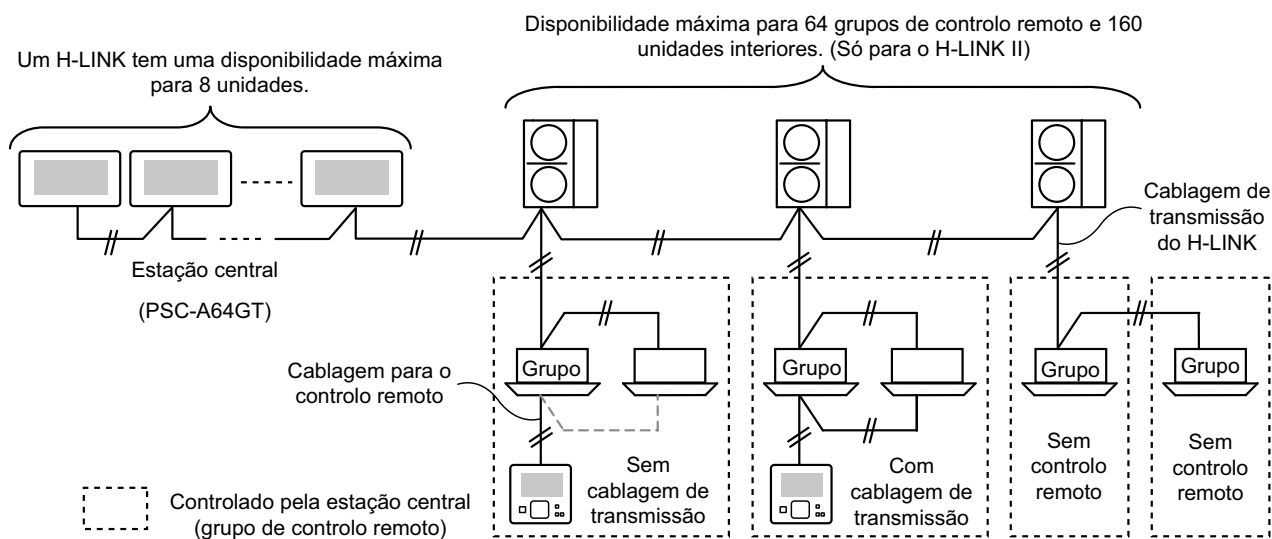 Um H-LINK tem uma disponibilidade máxima
para 8 unidades.
Disponibilidade máxima para 64 grupos de controlo remoto e 160
unidades interiores. (Só para o H-LINK II)
Estação central
(PSC-A64GT)
Cablagem de
transmissão
do H-LINK
Grupo
Grupo
Grupo
Grupo
Cablagem para o
controlo remoto
Sem
cablagem de
transmissão
Com
cablagem de
transmissão
Sem
controlo
remoto
Sem
controlo
remoto
Controlado pela estação central
(grupo de controlo remoto)